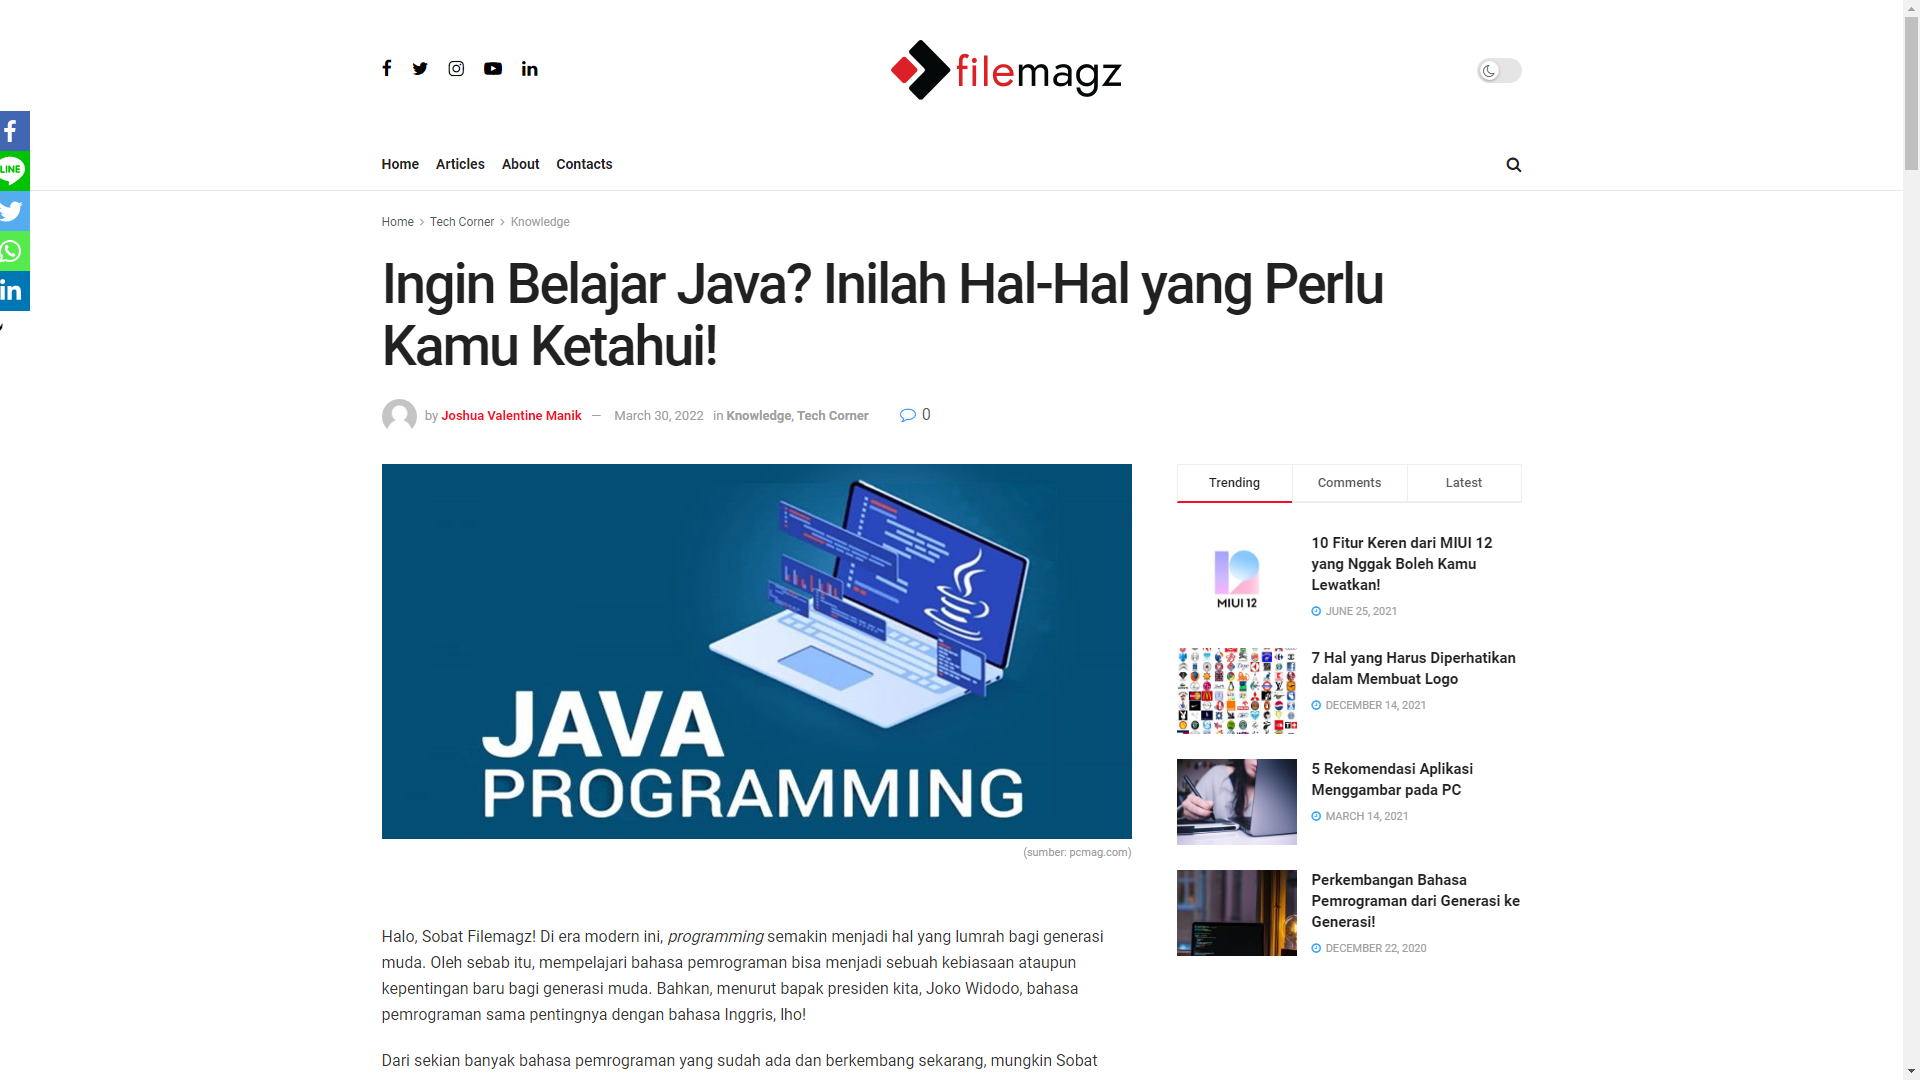 filemagz
LINE
Home Articles About Contacts
Home > Tech Corner > Knowledge
Ingin Belajar Java? Inilah Hal-Hal yang Perlu
Kamu Ketahui!
by Joshua Valentine Manik — March 30, 2022 in Knowledge, Tech Corner 0
JAVA
PROGRAMMING
(sumber: pcmag.com)
Halo, Sobat Filemagz! Di era modern ini, programming semakin menjadi hal yang lumrah bagi generasi
muda. Oleh sebab itu, mempelajari bahasa pemrograman bisa menjadi sebuah kebiasaan ataupun
kepentingan baru bagi generasi muda. Bahkan, menurut bapak presiden kita, Joko Widodo, bahasa
pemrograman sama pentingnya dengan bahasa Inggris, lho!
Dari sekian banyak bahasa pemrograman yang sudah ada dan berkembang sekarang, mungkin Sobat
Trending Comments Latest
MIUI 12
10 Fitur Keren dari MIUI 12
yang Nggak Boleh Kamu
Lewatkan!
JUNE 25, 2021
7 Hal yang Harus Diperhatikan
dalam Membuat Logo
DECEMBER 14, 2021
5 Rekomendasi Aplikasi
Menggambar pada PC
MARCH 14, 2021
Perkembangan Bahasa
Pemrograman dari Generasi ke
Generasi!
DECEMBER 22, 2020